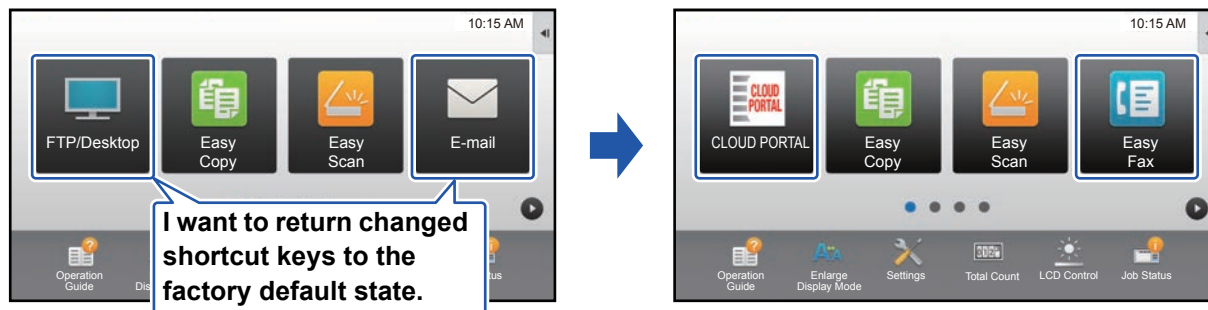 10:15 AM
FTP/Desktop
Easy
Copy
Easy
Scan
E-mail
I want to return changed
shortcut keys to the
factory default state.
Operation
Guide
10:15 AM
CLOUD
PORTAL
CLOUD PORTAL
Easy
Copy
Easy
Scan
Easy
Fax
Operation
Guide
Enlarge
Display Mode
Settings
Total Count
LCD Control
Job Status